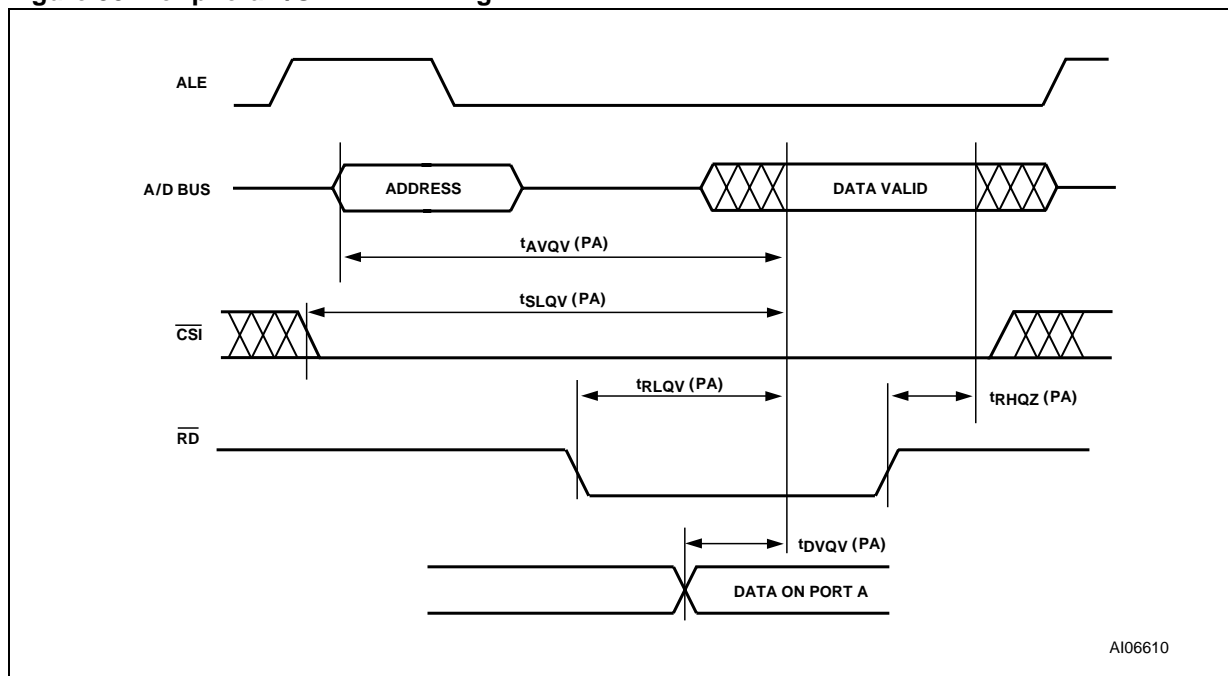 ALE
A/D BUS
ADDRESS
DATA VALID
tAVQV (PA)
tSLQV (PA)
CSI
tRLQV (PA)
tRHQZ (PA)
RD
tDVQV (PA)
DATA ON PORT A
AI06610